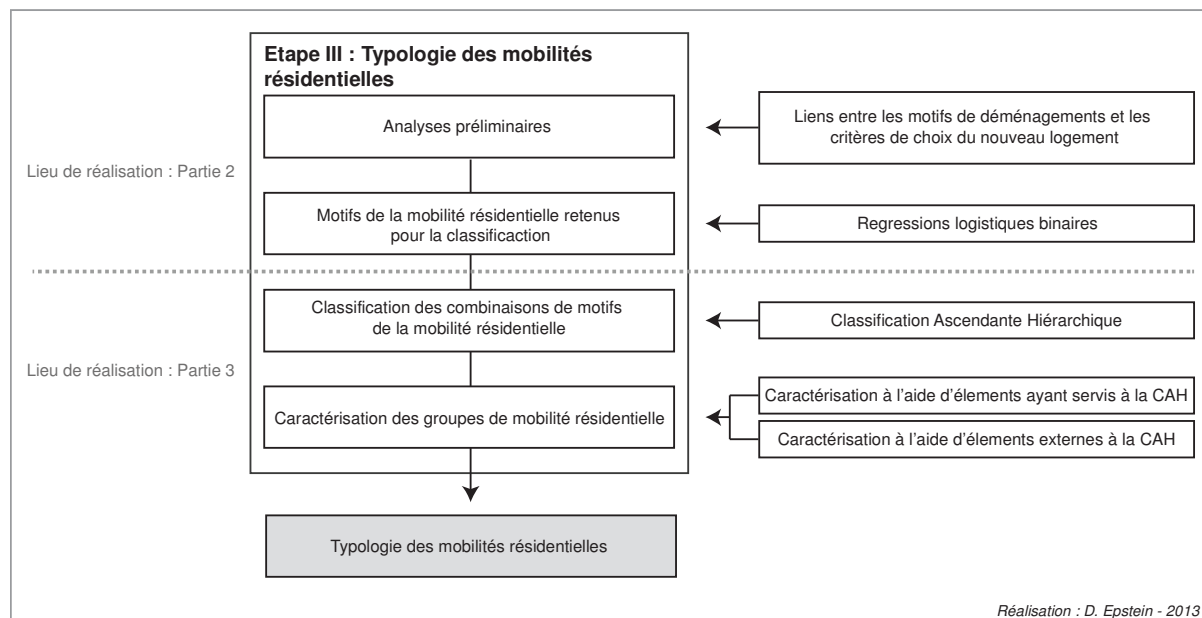 Etape III : Typologie des mobilités
résidentielles
Analyses préliminaires
Liens entre les motifs de déménagements et les
critères de choix du nouveau logement
Lieu de réalisation : Partie 2
Motifs de la mobilité résidentielle retenus
pour la classificaction
Regressions logistiques binaires
Classification des combinaisons de motifs
de la mobilité résidentielle
Classification Ascendante Hiérarchique
Lieu de réalisation : Partie 3
Caractérisation des groupes de mobilité résidentielle
Caractérisation à l'aide d'élements ayant servis à la CAH
Caractérisation à l'aide d'élements externes à la CAH
Typologie des mobilités résidentielles
Réalisation : D. Epstein - 2013